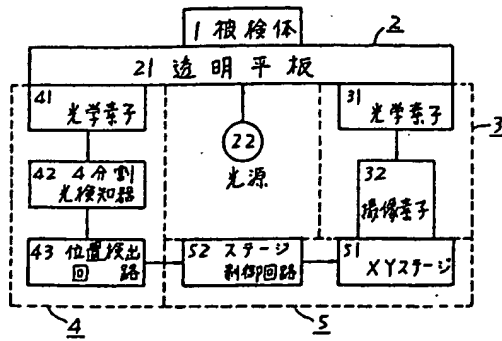 1 被検体
2
21 透明平板
41
光学素子
31
光学素子
3
22
光源
42 4分割
光検知器
32
撮像素子
43 位置検出
回路
52 ステージ
制御回路
51
XYステージ
4
5